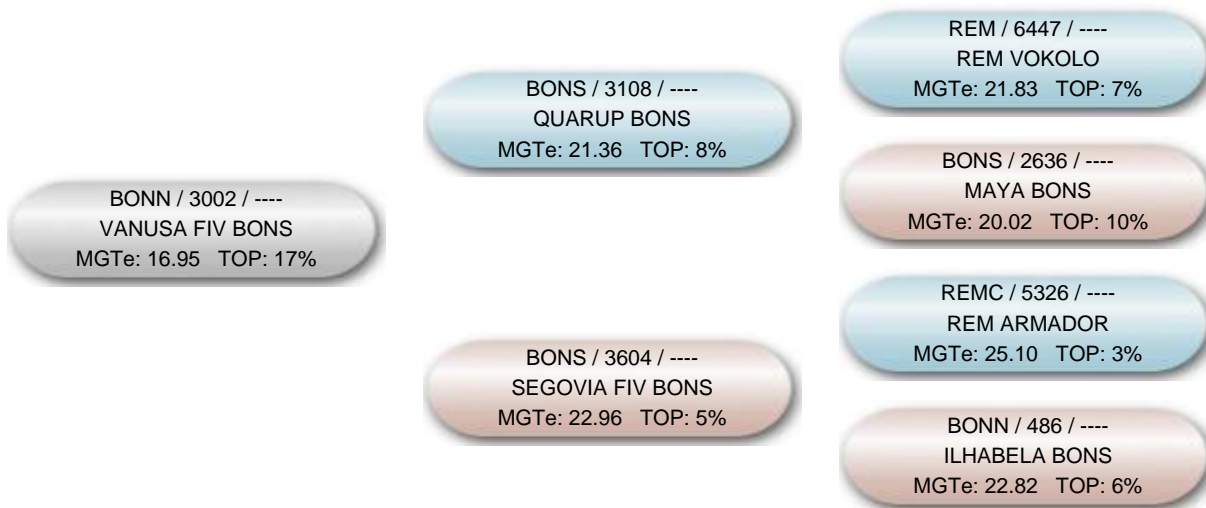 BONN / 3002 / ----
VANUSA FIV BONS
MGTe: 16.95 TOP: 17%
BONS / 3108 / ----
QUARUP BONS
MGTe: 21.36 TOP: 8%
BONS / 3604 / ----
SEGOVIA FIV BONS
MGTe: 22.96 TOP: 5%
REM / 6447 / ----
REM VOKOLO
MGTe: 21.83 TOP: 7%
BONS / 2636 / ----
MAYA BONS
MGTe: 20.02 TOP: 10%
REMC / 5326 / ----
REM ARMADOR
MGTe: 25.10 TOP: 3%
BONN / 486 / ----
ILHABELA BONS
MGTe: 22.82 TOP: 6%